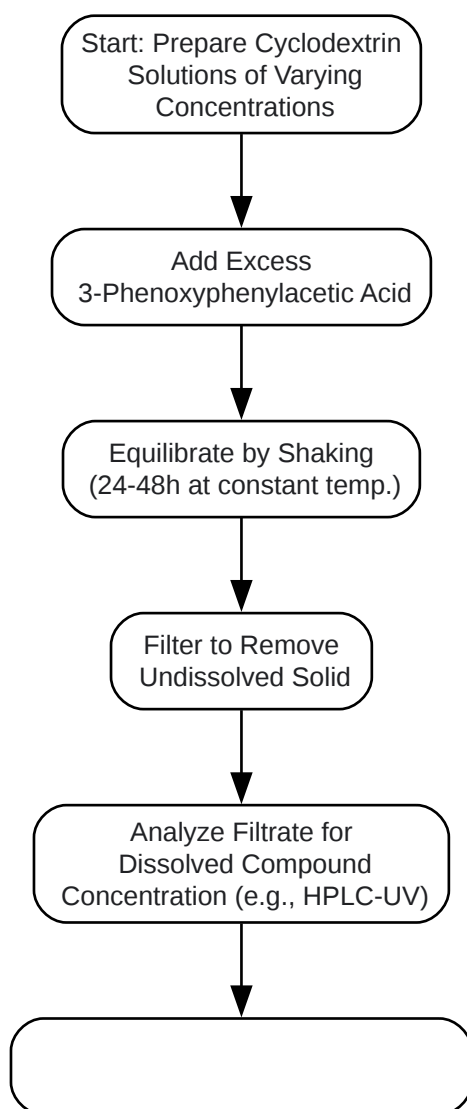 Start: Prepare Cyclodextrin
Solutions of Varying
Concentrations
Add Excess
3-Phenoxyphenylacetic Acid
Equilibrate by Shaking
(24-48h at constant temp.)
Filter to Remove
Undissolved Solid
Analyze Filtrate for
Dissolved Compound
Concentration (e.g., HPLC-UV)